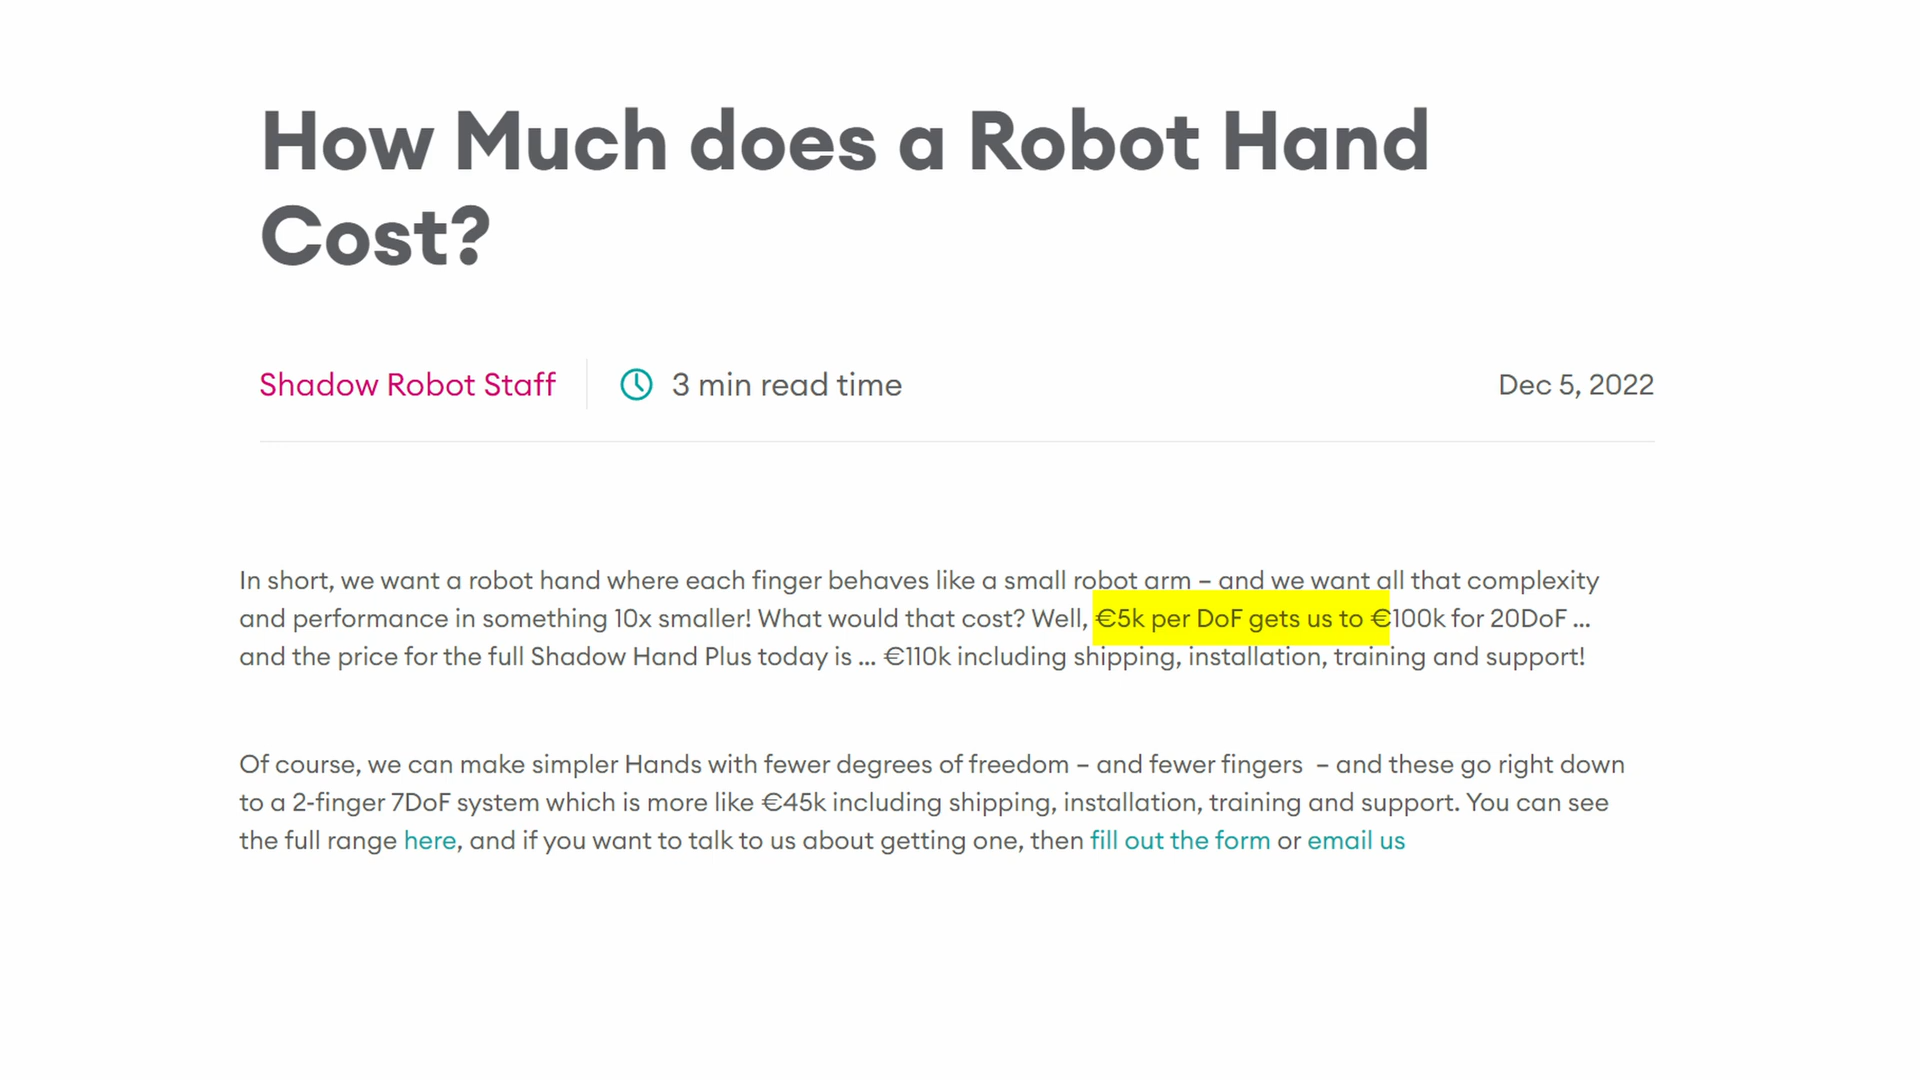 How Much does a Robot Hand
Cost?
Shadow Robot Staff
3 min read time
Dec 5, 2022
In short, we want a robot hand where each finger behaves like a small robot arm – and we want all that complexity
and performance in something 10x smaller! What would that cost? Well, €5k per DoF gets us to €100k for 20DoF ...
and the price for the full Shadow Hand Plus today is ... €110k including shipping, installation, training and support!
Of course, we can make simpler Hands with fewer degrees of freedom – and fewer fingers – and these go right down
to a 2-finger 7DoF system which is more like €45k including shipping, installation, training and support. You can see
the full range here, and if you want to talk to us about getting one, then fill out the form or email us